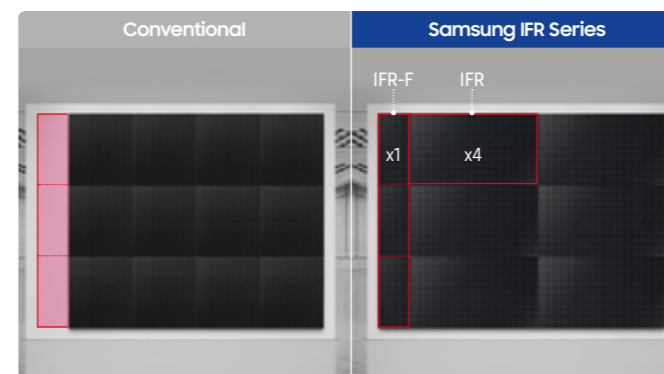 Conventional
Samsung IFR Series
IFR-F
IFR
x1
x4